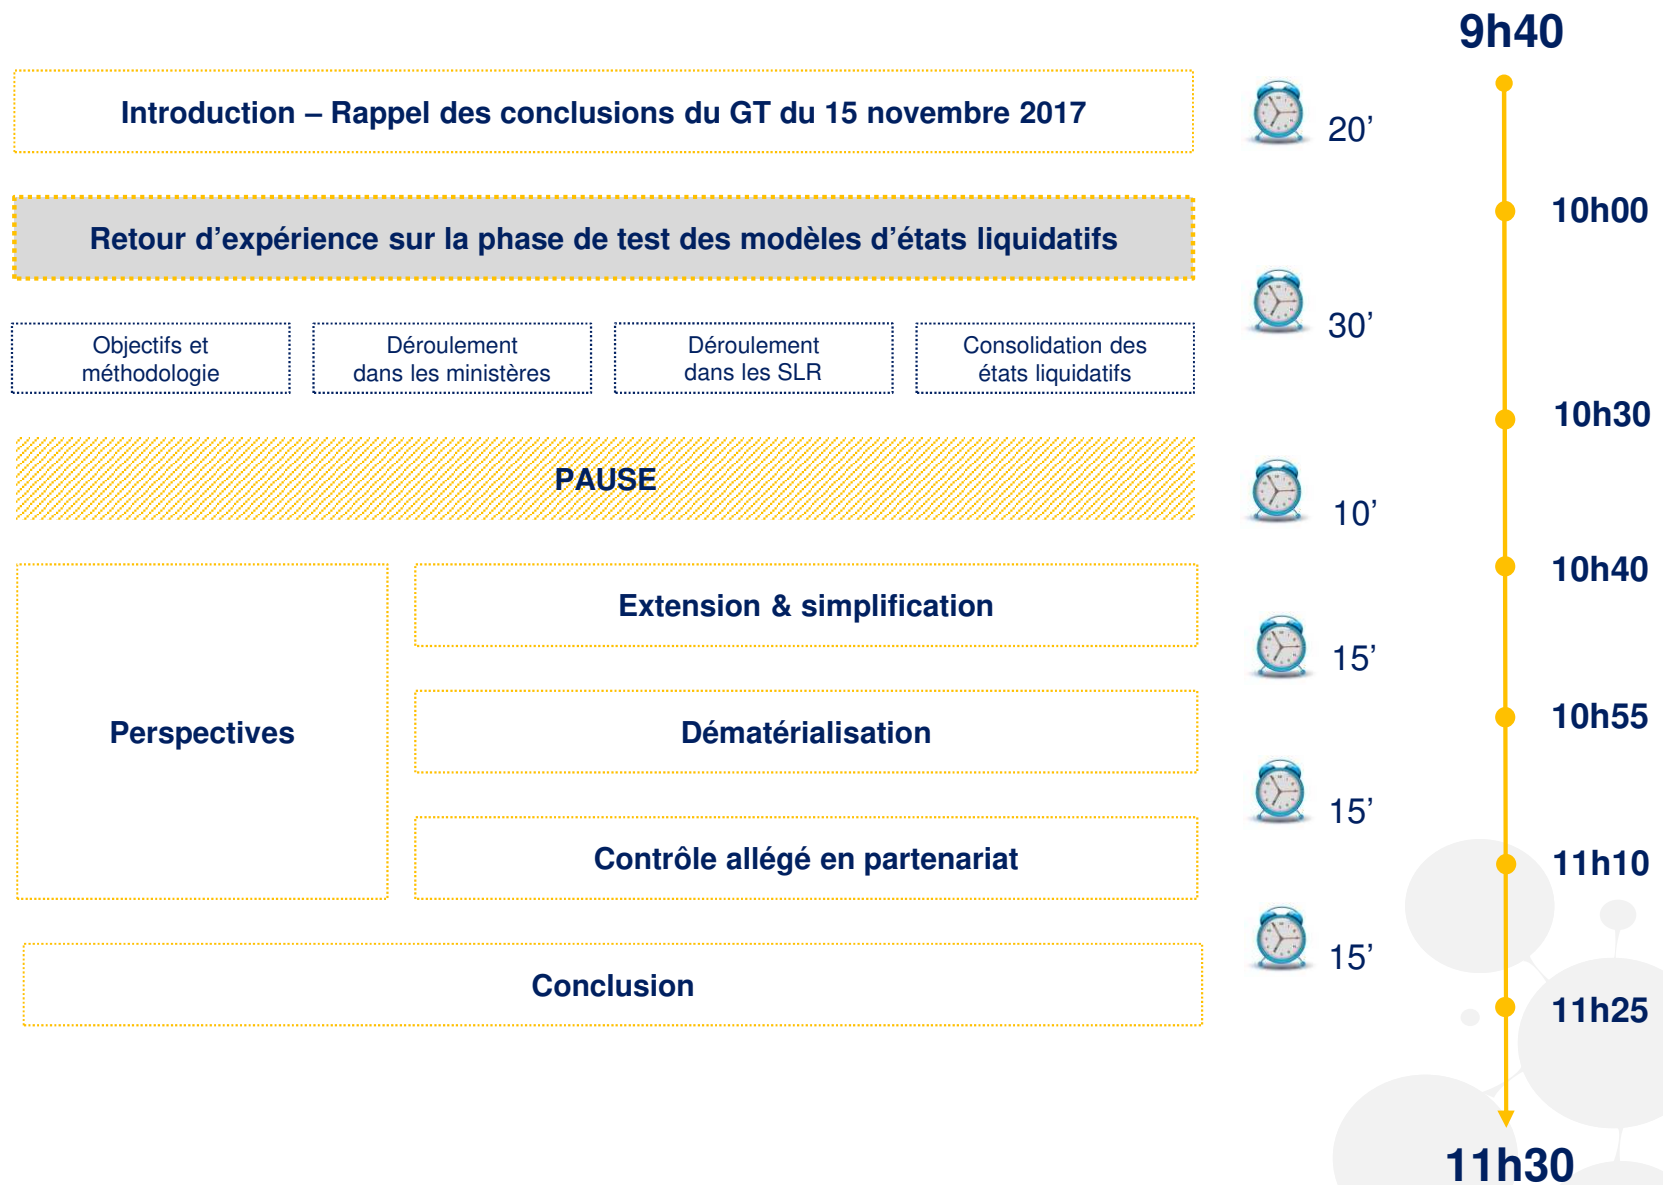 9h40
Introduction – Rappel des conclusions du GT du 15 novembre 2017
20’
10h00
Retour d’expérience sur la phase de test des modèles d’états liquidatifs
30’
Objectifs et
méthodologie
Déroulement
dans les ministères
Déroulement
dans les SLR
Consolidation des
états liquidatifs
10h30
PAUSE
10’
10h40
Perspectives
Extension & simplification
15’
10h55
Dématérialisation
15’
11h10
Contrôle allégé en partenariat
15’
11h25
Conclusion
11h30